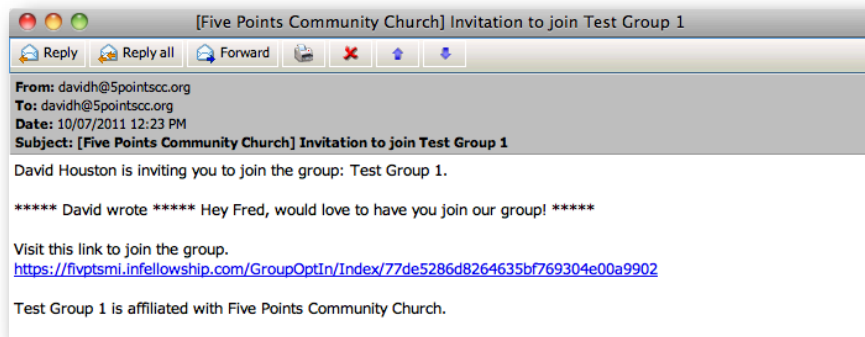 [Five Points Community Church] Invitation to join Test Group 1
Reply Reply all Forward
From: davidh@5pointscc.org
To: davidh@5pointscc.org
Date: 10/07/2011 12:23 PM
Subject: [Five Points Community Church] Invitation to join Test Group 1
David Houston is inviting you to join the group: Test Group 1.
***** David wrote ***** Hey Fred, would love to have you join our group! *****
Visit this link to join the group.
https://fivptsmi.infellowship.com/GroupOptIn/Index/77de5286d8264635bf769304e00a9902
Test Group 1 is affiliated with Five Points Community Church.